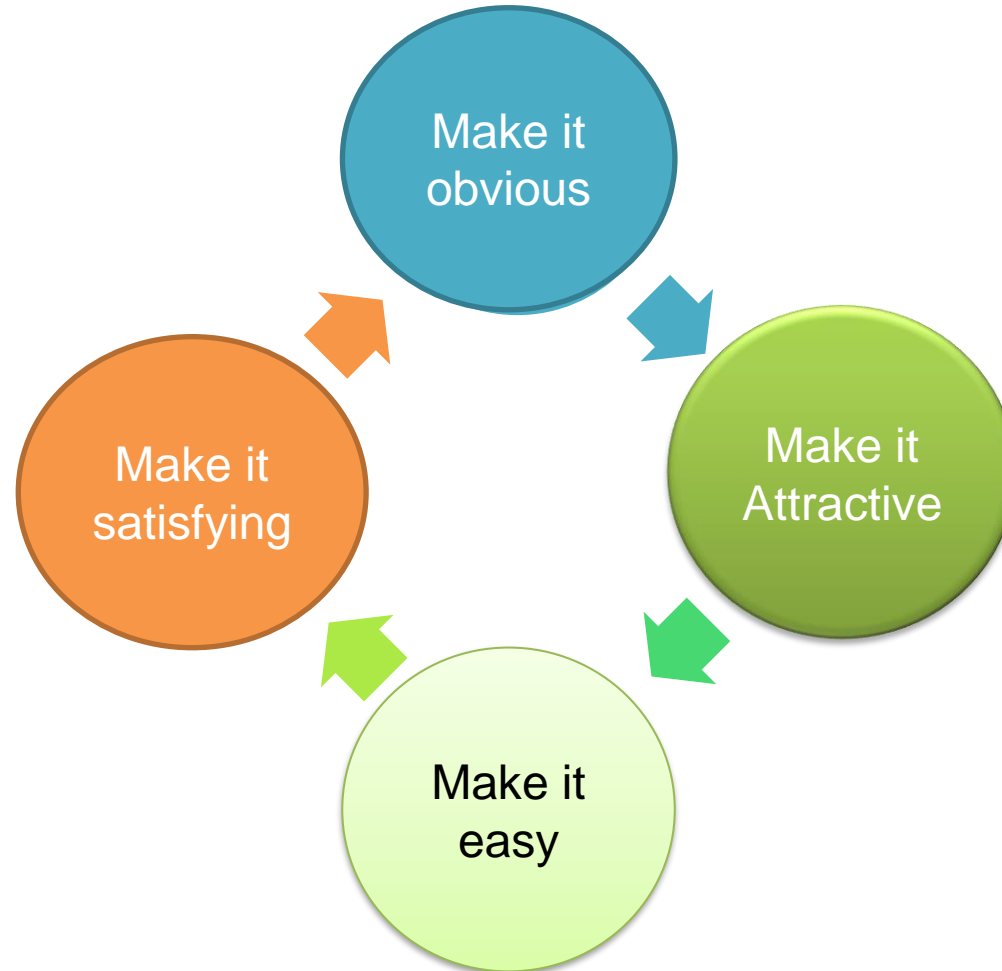 Make it
obvious
Make it
Attractive
Make it
easy
Make it
satisfying